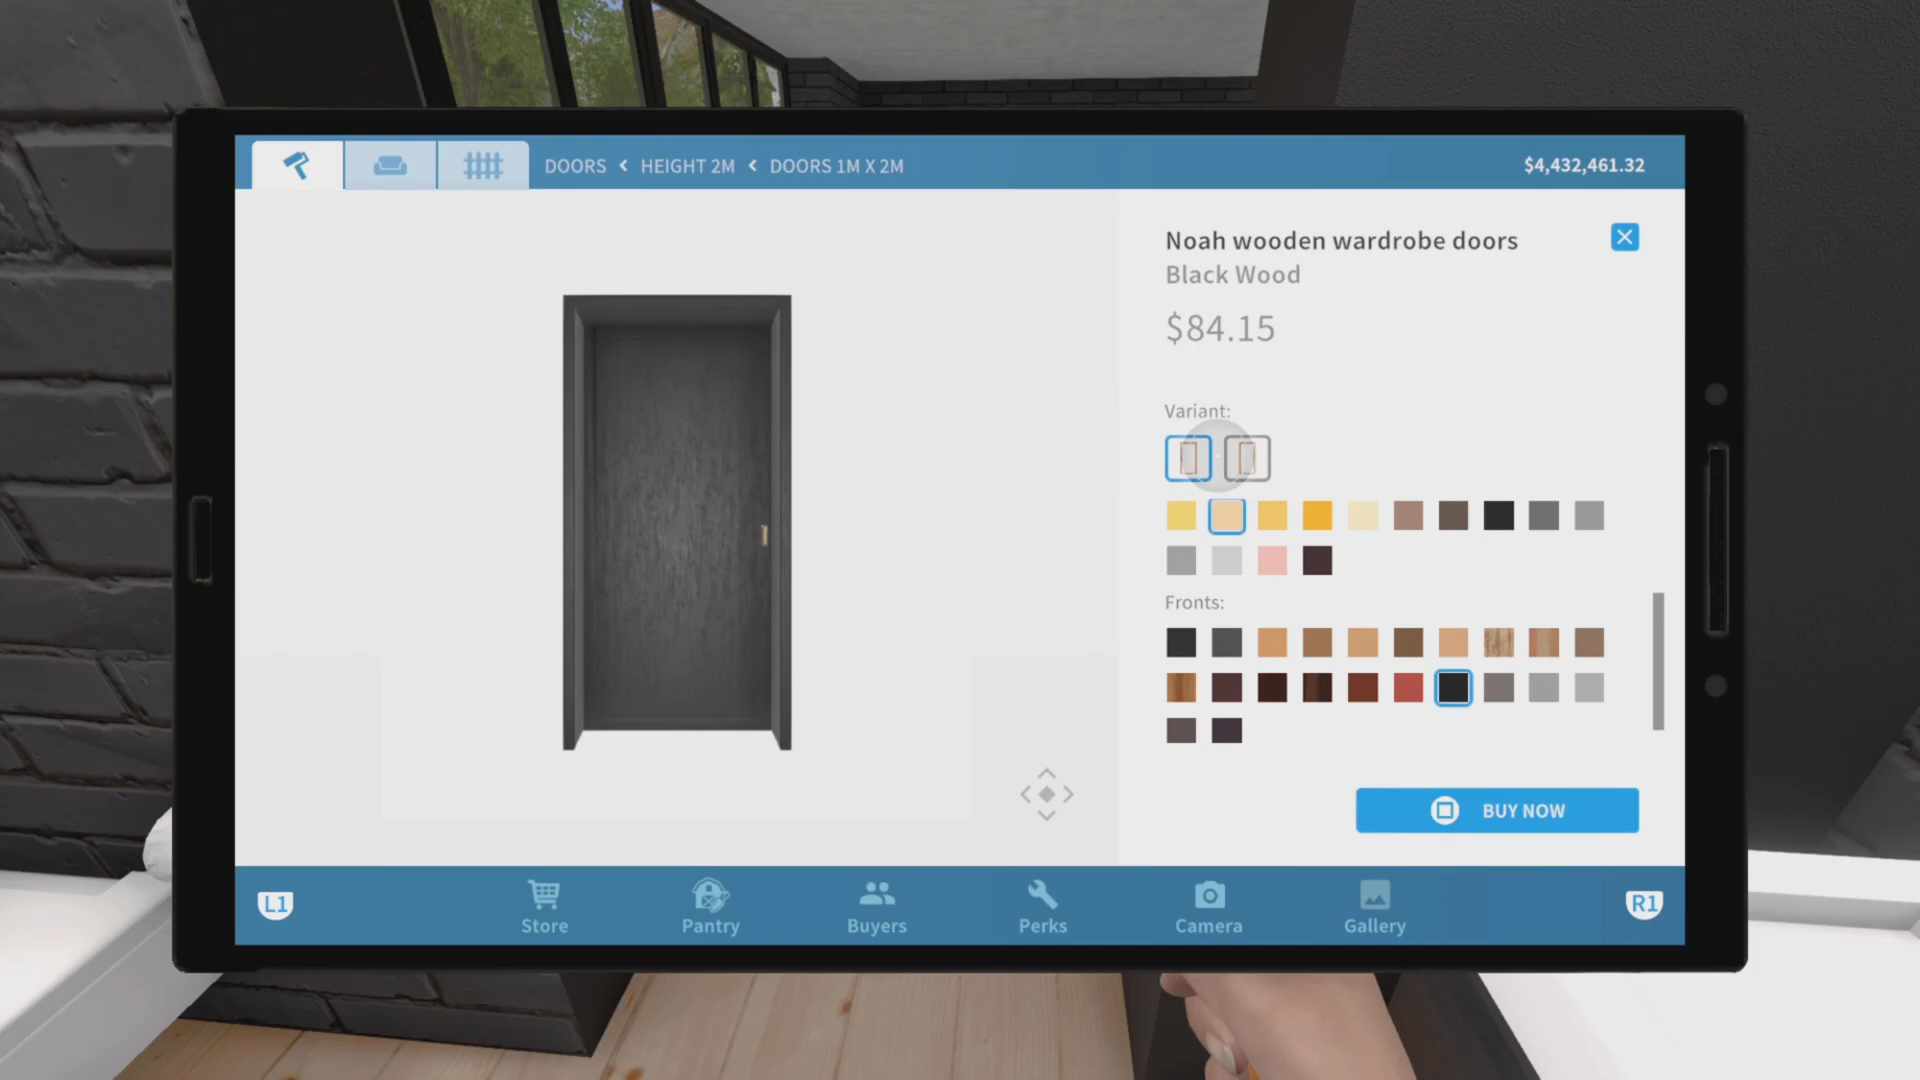 DOORS < HEIGHT 2M < DOORS 1M X 2M
$4,432,461.32
Noah wooden wardrobe doors
Black Wood
$84.15
Variant:
Fronts:
BUY NOW
L1
Store
Pantry
Buyers
Perks
Camera
Gallery
R1